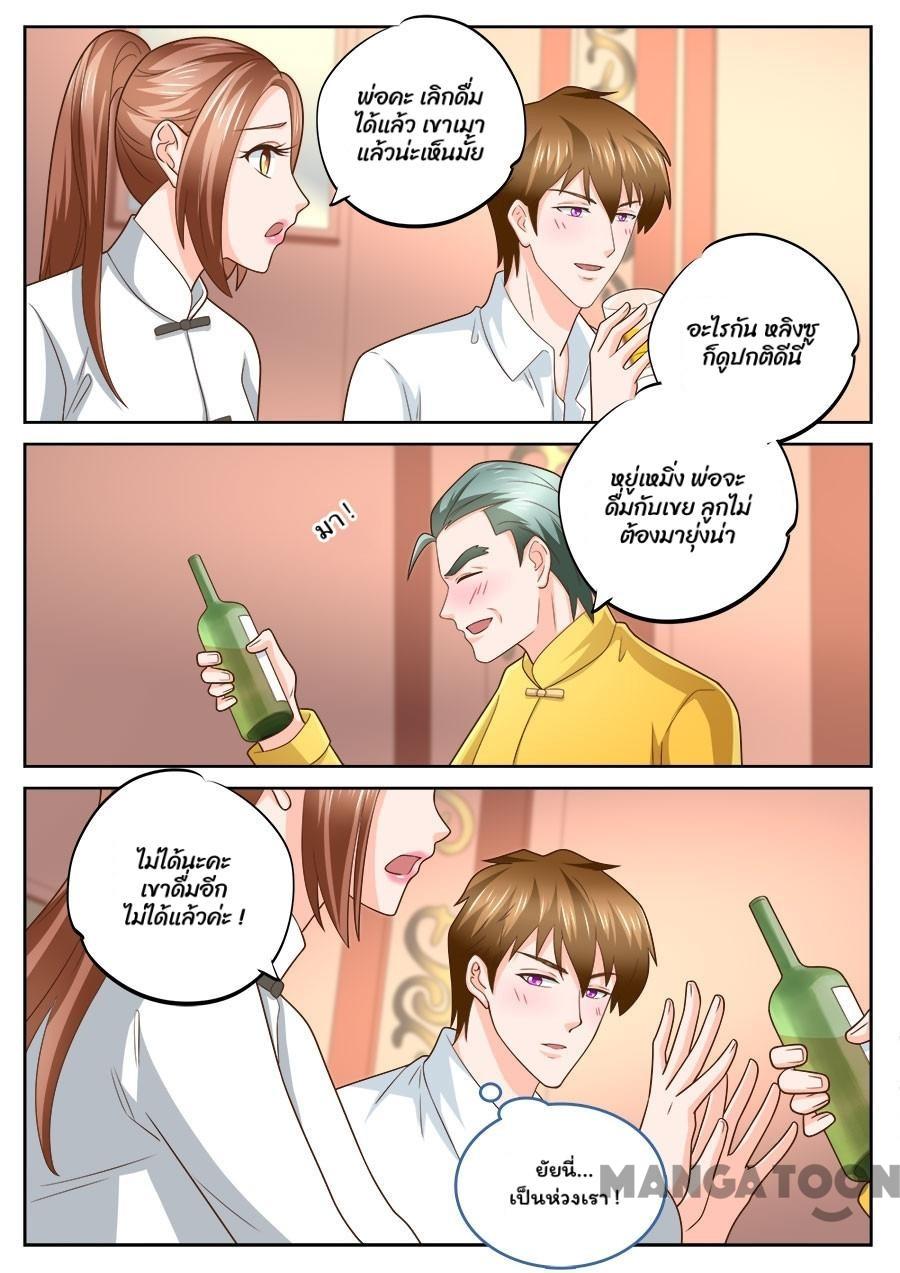 พ่อคะ เลิกดื่ม
ได้แล้ว เขาเมา
แล้วน่ะเห็นมั้ย
อะไรกัน หลิงซู
ก็ดูปกติดีนี่
หยู่เหมิ่ง พ่อจะ
ดื่มกับเขย ลูกไม่
ต้องมายุ่งน่า
มา !
ไม่ได้นะคะ
เขาดื่มอีก
ไม่ได้แล้วค่ะ !
ยัยนี่...
เป็นห่วงเรา !
MANGATOON